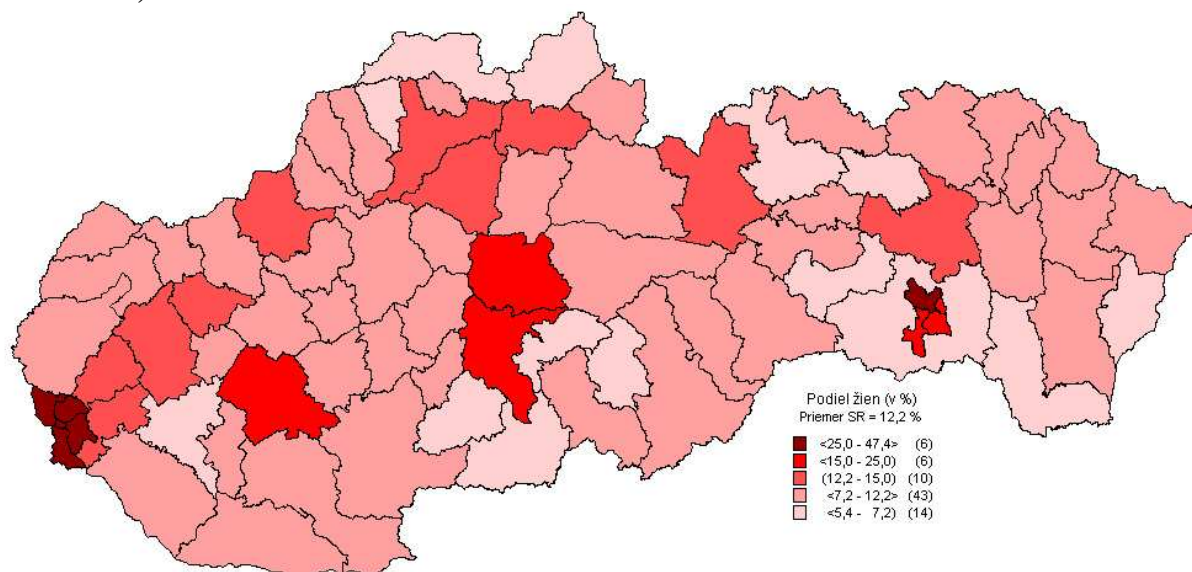 Podiel žien (v %)
Priemer SR = 12,2 %
<25,0 - 47,4> (6)
<15,0 - 25,0) (6)
(12,2 - 15,0) (10)
<7,2 - 12,2> (43)
<5,4 - 7,2) (14)